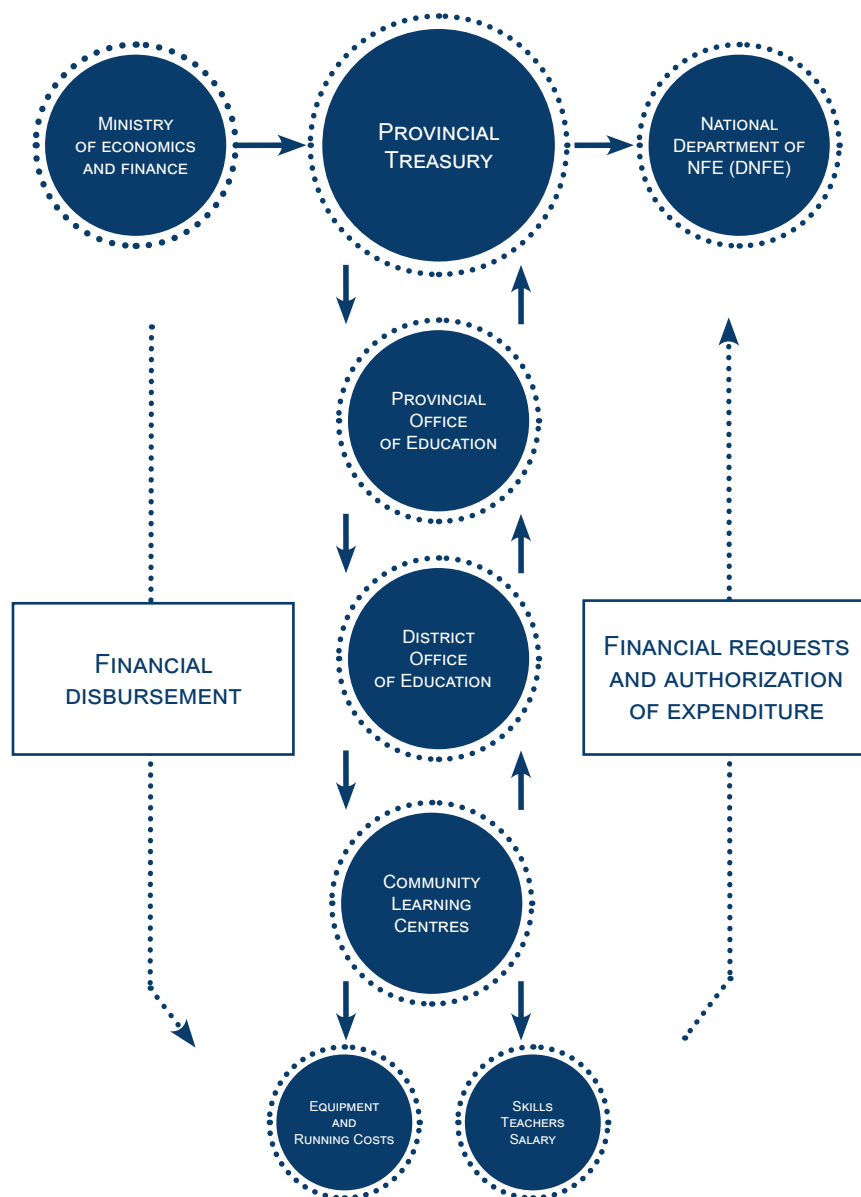 Ministry
of economics
and finance
Provincial
Treasury
National
Department of
NFE (DNFE)
Provincial
Office
of Education
District
Office
of Education
Financial
disbursement
Financial requests
and authorization
of expenditure
Community
Learning
Centres
Equipment
and
Running Costs
Skills
Teachers
Salary